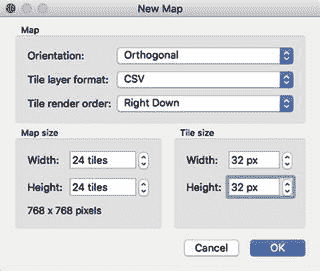 New Map
Map
Orientation: Orthogonal
Tile layer format: CSV
Tile render order: Right Down
Map size
Width: 24 tiles
Height: 24 tiles
768 x 768 pixels
Tile size
Width: 32 px
Height: 32 px
Cancel OK